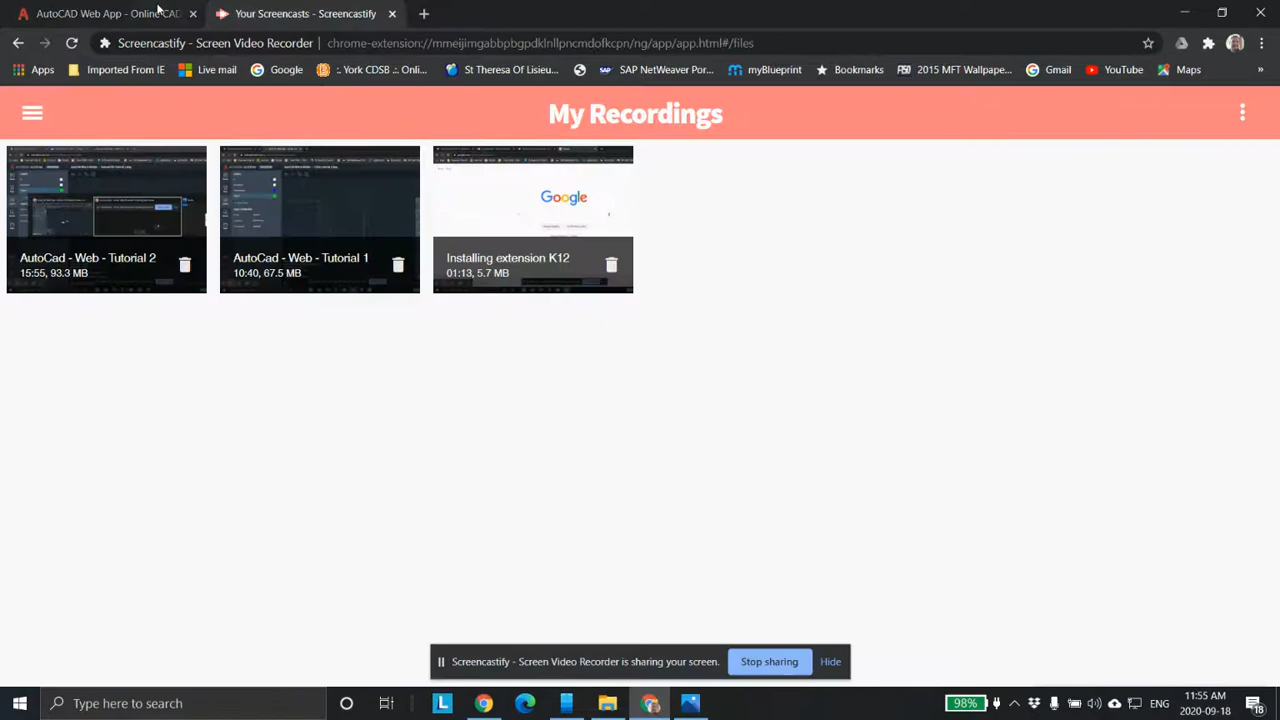 AutoCAD Web App - OnlineCAD
Your Screencasts - Screencastify
Screencastify - Screen Video Recorder | chrome-extension://mmeijimgabbpbgpdklnllpncmdofkcpn/ng/app/app.html#/files
Apps Imported From IE Live mail Google :. York CDSB :. Onli... St Theresa Of Lisieu... SAP NetWeaver Por... myBlueprint Bookmarks 2015 MFT Wallpape... Gmail YouTube Maps »
My Recordings
Google
AutoCad - Web - Tutorial 2
15:55, 93.3 MB
AutoCad - Web - Tutorial 1
10:40, 67.5 MB
Installing extension K12
01:13, 5.7 MB
Screencastify - Screen Video Recorder is sharing your screen. Stop sharing Hide
Type here to search
98% ENG
11:55 AM
2020-09-18
18